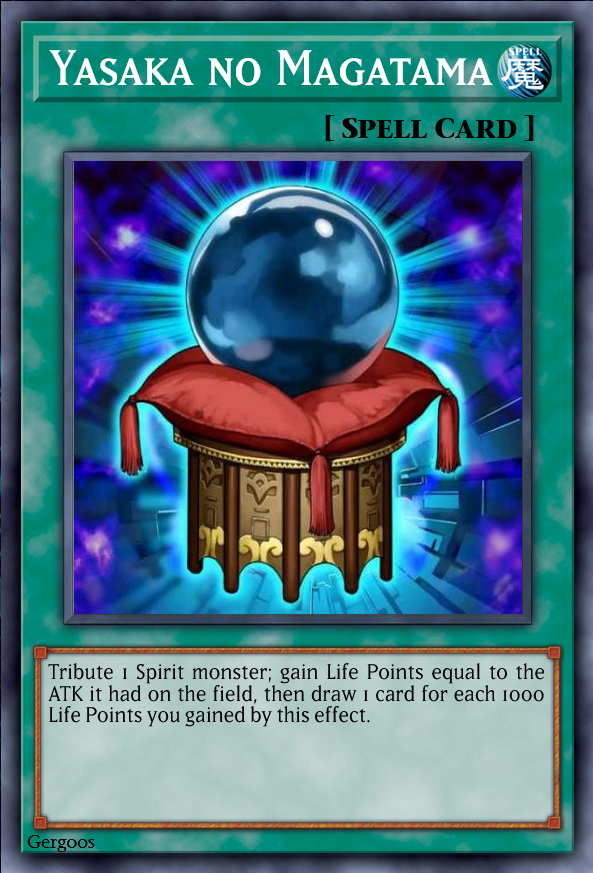 Yasaka no Magatama
SPELL
魔
[ Spell Card ]
Tribute 1 Spirit monster; gain Life Points equal to the
ATK it had on the field, then draw 1 card for each 1000
Life Points you gained by this effect.
Gergoos